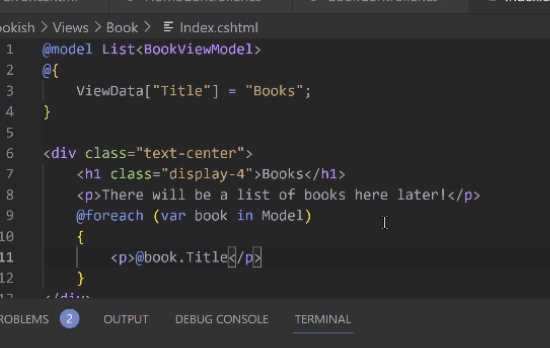 ookish > Views > Book > Index.cshtml
1 @model List<BookViewModel>
2 @{
3 ViewData["Title"] = "Books";
4 }
5
6 <div class="text-center">
7 <h1 class="display-4">Books</h1>
8 <p>There will be a list of books here later!</p>
9 @foreach (var book in Model)
10 {
11 <p>@book.Title</p>
12 }
13 </div>
ROBLEMS 2 OUTPUT DEBUG CONSOLE TERMINAL